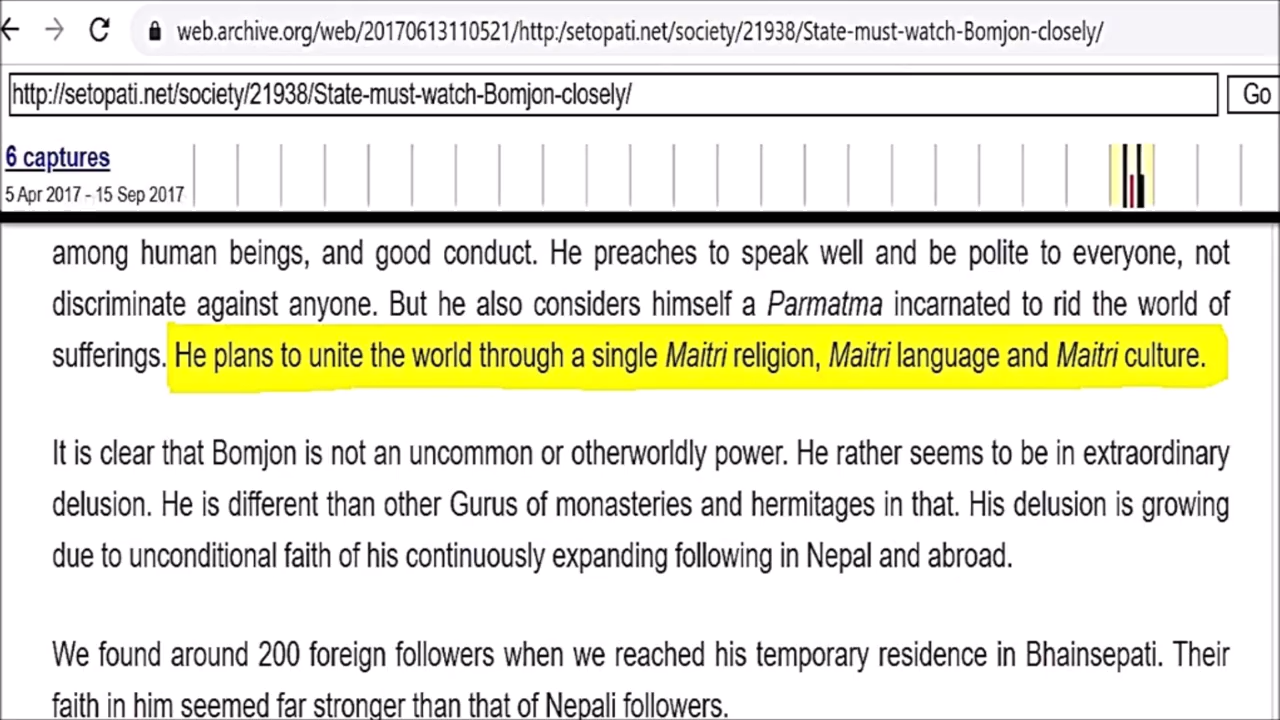 web.archive.org/web/20170613110521/http:/setopati.net/society/21938/State-must-watch-Bomjon-closely/
http://setopati.net/society/21938/State-must-watch-Bomjon-closely/ Go
6 captures
5 Apr 2017 - 15 Sep 2017
among human beings, and good conduct. He preaches to speak well and be polite to everyone, not
discriminate against anyone. But he also considers himself a Parmatma incarnated to rid the world of
sufferings. He plans to unite the world through a single Maitri religion, Maitri language and Maitri culture.
It is clear that Bomjon is not an uncommon or otherworldly power. He rather seems to be in extraordinary
delusion. He is different than other Gurus of monasteries and hermitages in that. His delusion is growing
due to unconditional faith of his continuously expanding following in Nepal and abroad.
We found around 200 foreign followers when we reached his temporary residence in Bhainsepati. Their
faith in him seemed far stronger than that of Nepali followers.